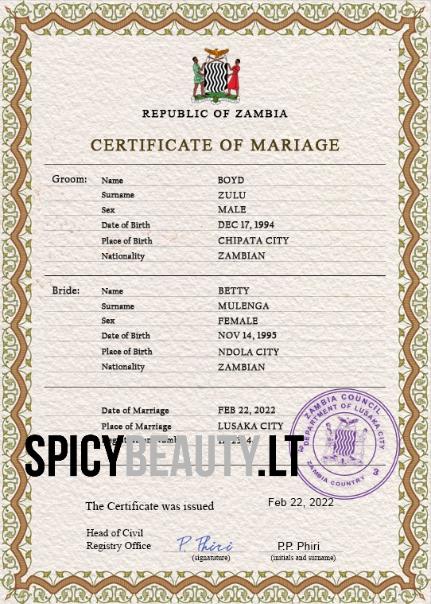 REPUBLIC OF ZAMBIA
CERTIFICATE OF MARIAGE
Groom: Name BOYD
Surname ZULU
Sex MALE
Date of Birth DEC 17, 1994
Place of Birth CHIPATA CITY
Nationality ZAMBIAN
Bride: Name BETTY
Surname MULENGA
Sex FEMALE
Date of Birth NOV 14, 1995
Place of Birth NDOLA CITY
Nationality ZAMBIAN
Date of Marriage FEB 22, 2022
Place of Marriage LUSAKA CITY
SPICYBEAUTY.LT
ZAMBIA COUNCIL
DEPARTMENT OF LUSAKA CITY
ZAMBIA COUNTRY
3
The Certificate was issued Feb 22, 2022
Head of Civil
Registry Office P. Phiri P.P. Phiri
(signatature) (initials and surname)